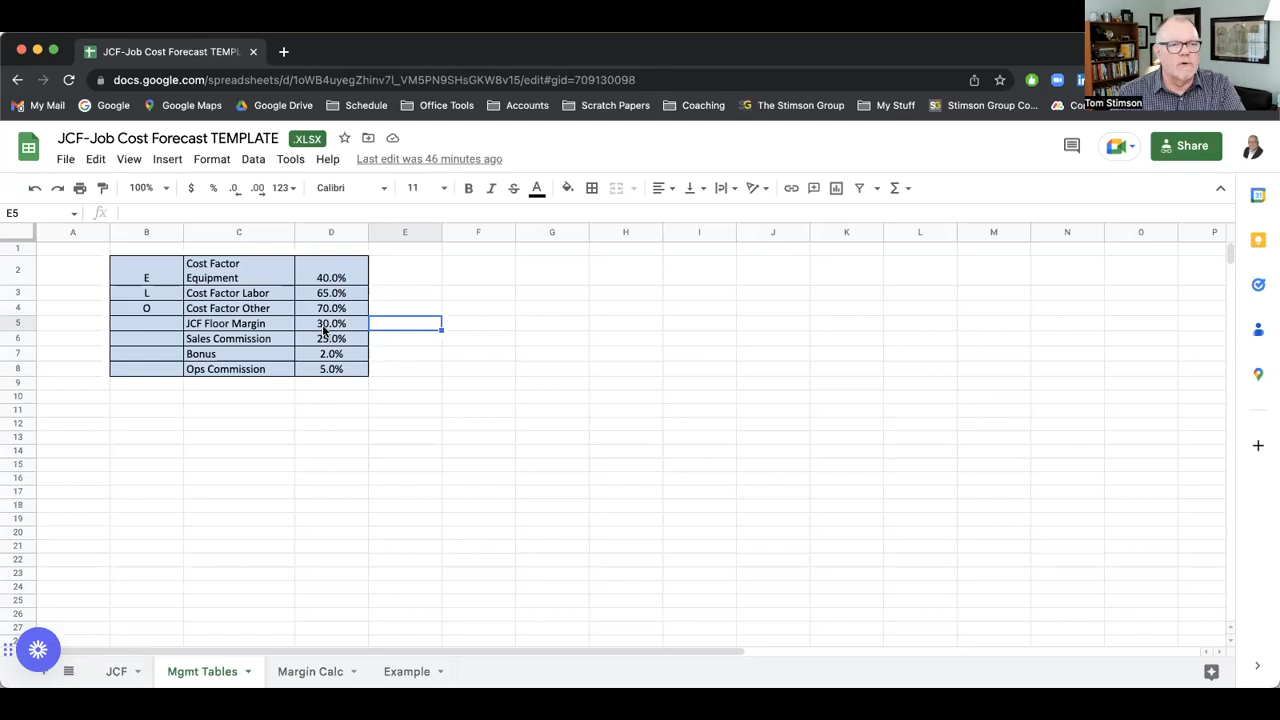 Tom Stimson
JCF-Job Cost Forecast TEMPL
docs.google.com/spreadsheets/d/1oWB4uyegZhinv7l_VM5PN9SHsGKW8v15/edit#gid=709130098
My Mail Google Google Maps Google Drive Schedule Office Tools Accounts Scratch Papers Coaching The Stimson Group My Stuff Stimson Group Co...
JCF-Job Cost Forecast TEMPLATE .XLSX
File Edit View Insert Format Data Tools Help Last edit was 46 minutes ago
Share
100% $ % .0 .00 123 Calibri 11 B I S A
E5 fx
A B C D E F G H I J K L M N O P
1
2 E Cost Factor Equipment 40.0%
3 L Cost Factor Labor 65.0%
4 O Cost Factor Other 70.0%
5 JCF Floor Margin 30.0%
6 Sales Commission 25.0%
7 Bonus 2.0%
8 Ops Commission 5.0%
9
10
11
12
13
14
15
16
17
18
19
20
21
22
23
24
25
26
27
JCF Mgmt Tables Margin Calc Example